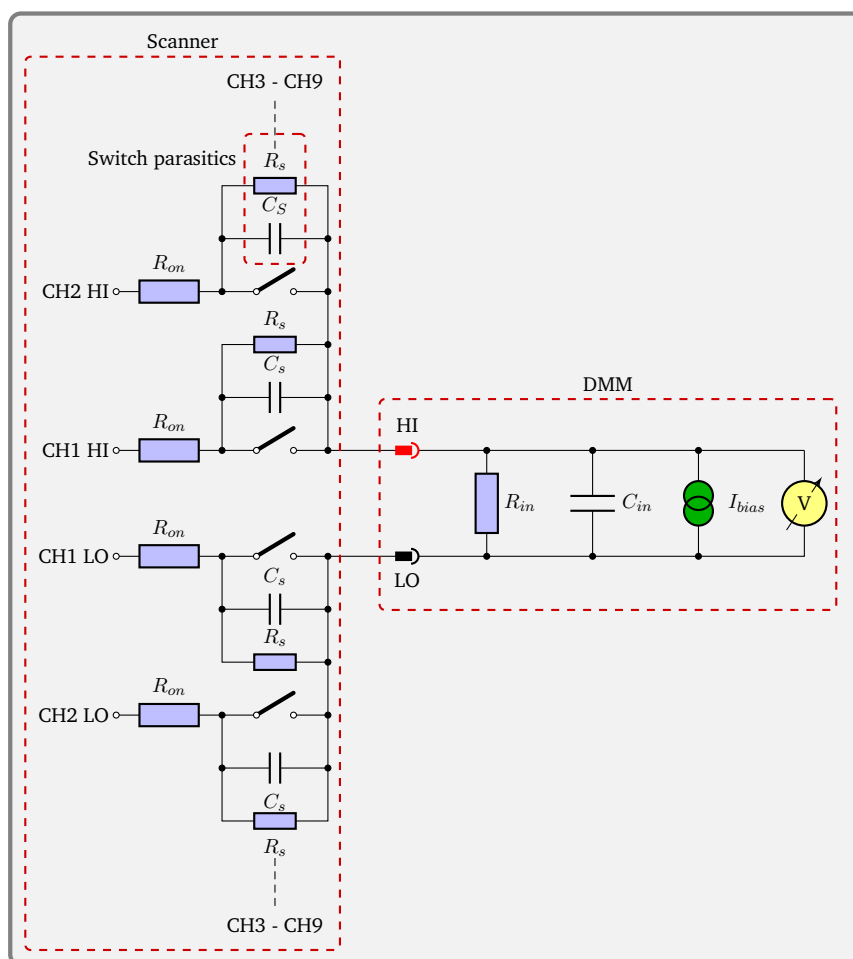 Scanner
CH3 - CH9
Switch parasitics
R_s
C_S
R_on
CH2 HI
R_s
C_s
R_on
CH1 HI
DMM
HI
R_in
C_in
I_bias
V
R_on
CH1 LO
LO
C_s
R_s
R_on
CH2 LO
C_s
R_s
CH3 - CH9